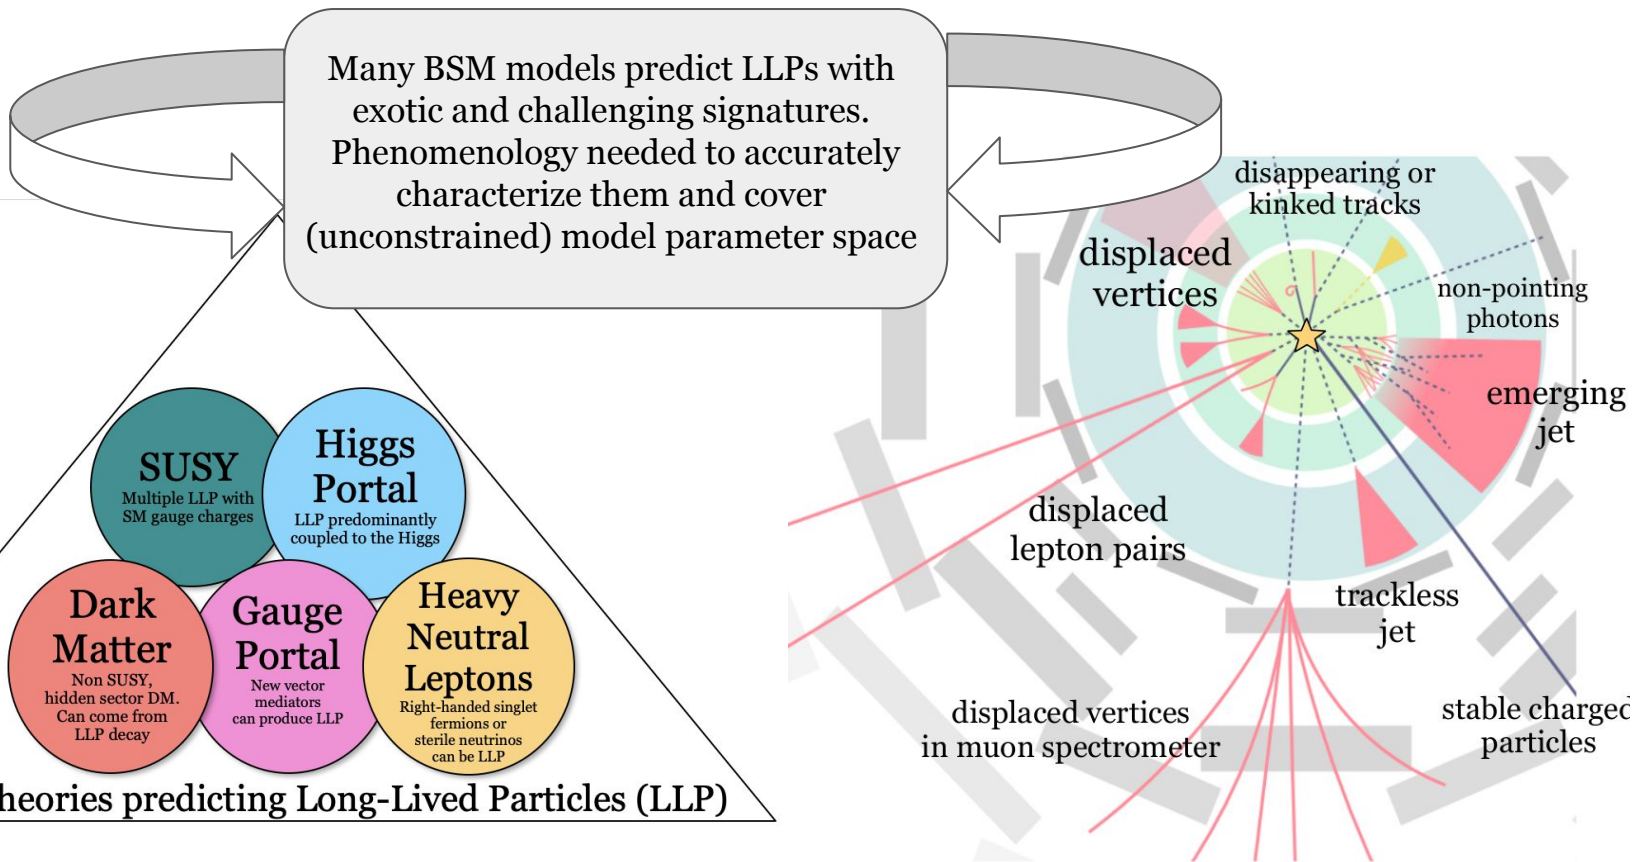 Many BSM models predict LLPs with
exotic and challenging signatures.
Phenomenology needed to accurately
characterize them and cover
(unconstrained) model parameter space
SUSY
Multiple LLP with
SM gauge charges
Higgs
Portal
LLP predominantly
coupled to the Higgs
Dark
Matter
Non SUSY,
hidden sector DM.
Can come from
LLP decay
Gauge
Portal
New vector
mediators
can produce LLP
Heavy
Neutral
Leptons
Right-handed singlet
fermions or
sterile neutrinos
can be LLP
heories predicting Long-Lived Particles (LLP)
disappearing or
kinked tracks
displaced
vertices
non-pointing
photons
emerging
jet
displaced
lepton pairs
trackless
jet
displaced vertices
in muon spectrometer
stable charged
particles